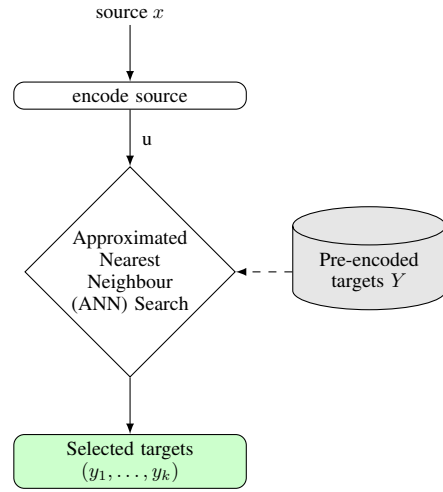 source x
encode source
u
Approximated
Nearest
Neighbour
(ANN) Search
Pre-encoded
targets Y
Selected targets
(y₁, . . . , yₖ)